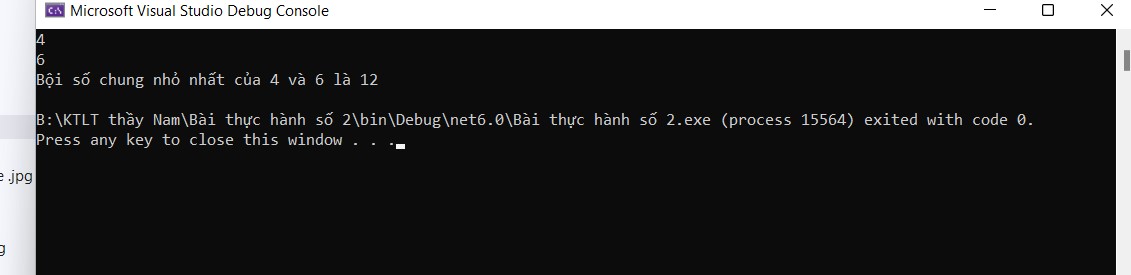 Microsoft Visual Studio Debug Console
4
6
Bội số chung nhỏ nhất của 4 và 6 là 12
B:\KTLT thầy Nam\Bài thực hành số 2\bin\Debug\net6.0\Bài thực hành số 2.exe (process 15564) exited with code 0.
Press any key to close this window . . .
e .jpg
g